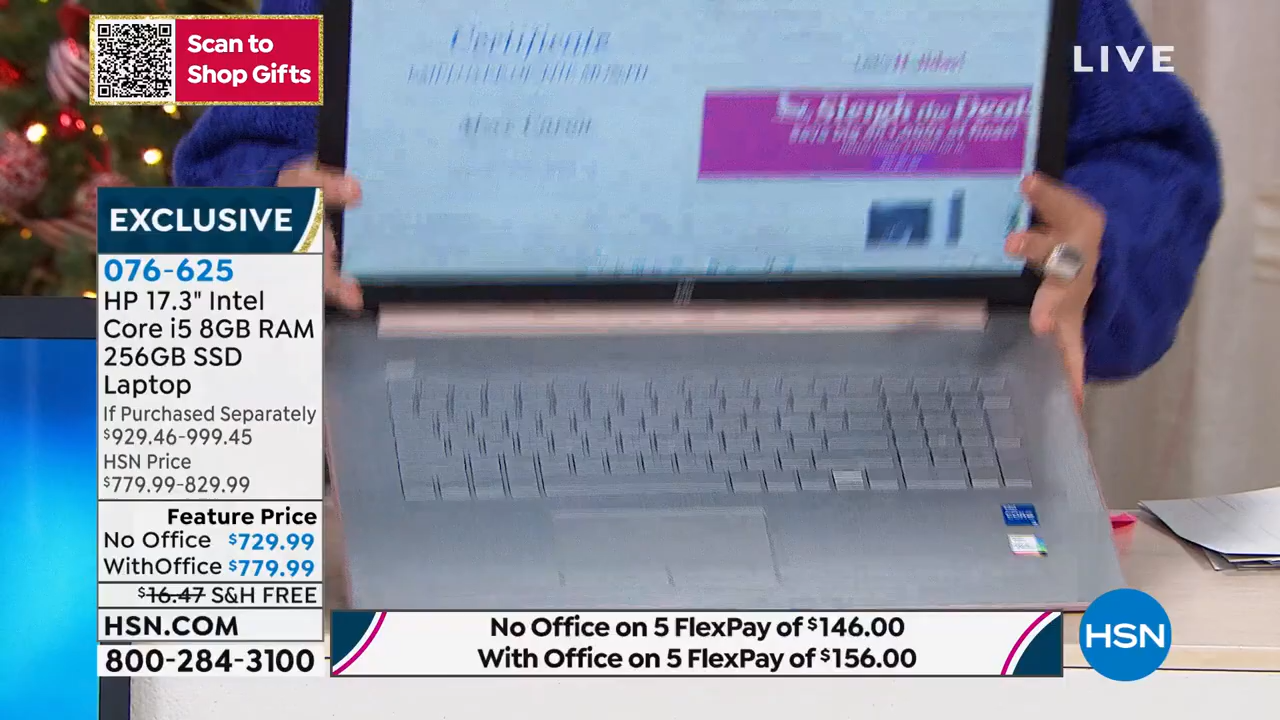 Scan to
Shop Gifts
LIVE
EXCLUSIVE
076-625
HP 17.3" Intel
Core i5 8GB RAM
256GB SSD
Laptop
If Purchased Separately
$929.46-999.45
HSN Price
$779.99-829.99
Feature Price
No Office $729.99
WithOffice $779.99
$16.47 S&H FREE
HSN.COM
800-284-3100
Certificate
the Deals
No Office on 5 FlexPay of $146.00
With Office on 5 FlexPay of $156.00
HSN